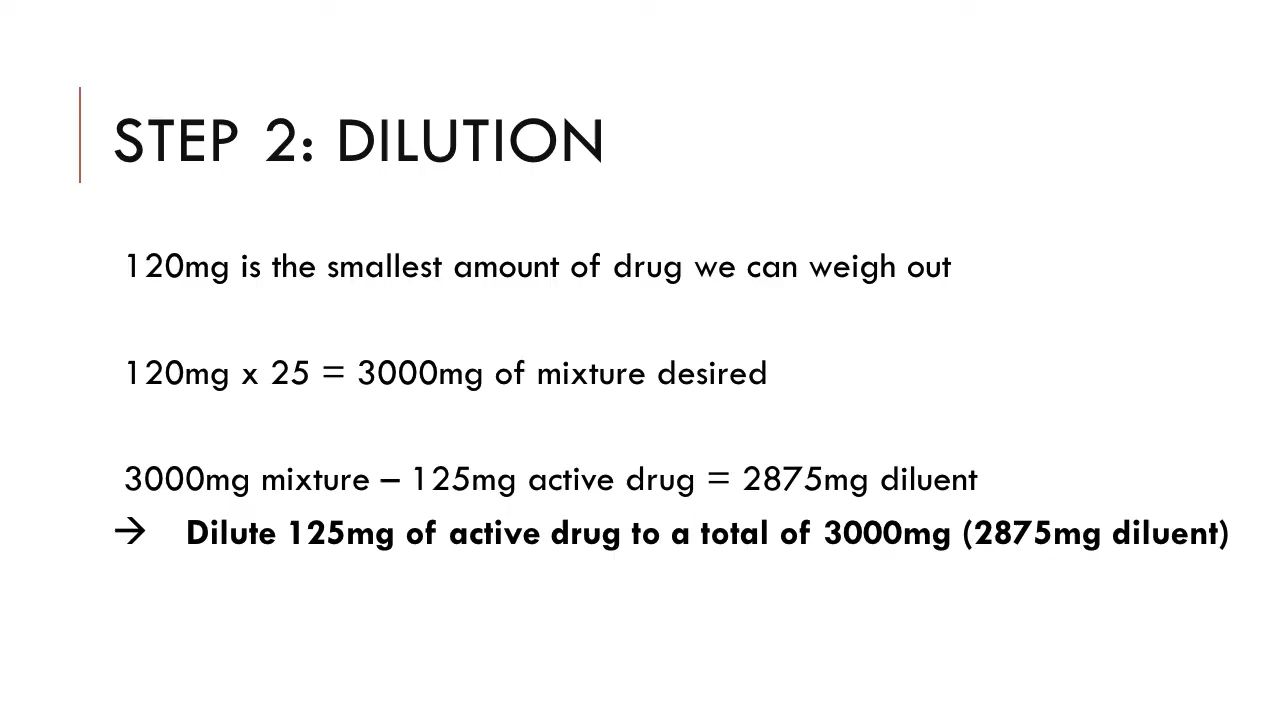 STEP 2: DILUTION
120mg is the smallest amount of drug we can weigh out
120mg x 25 = 3000mg of mixture desired
3000mg mixture – 125mg active drug = 2875mg diluent
→ Dilute 125mg of active drug to a total of 3000mg (2875mg diluent)